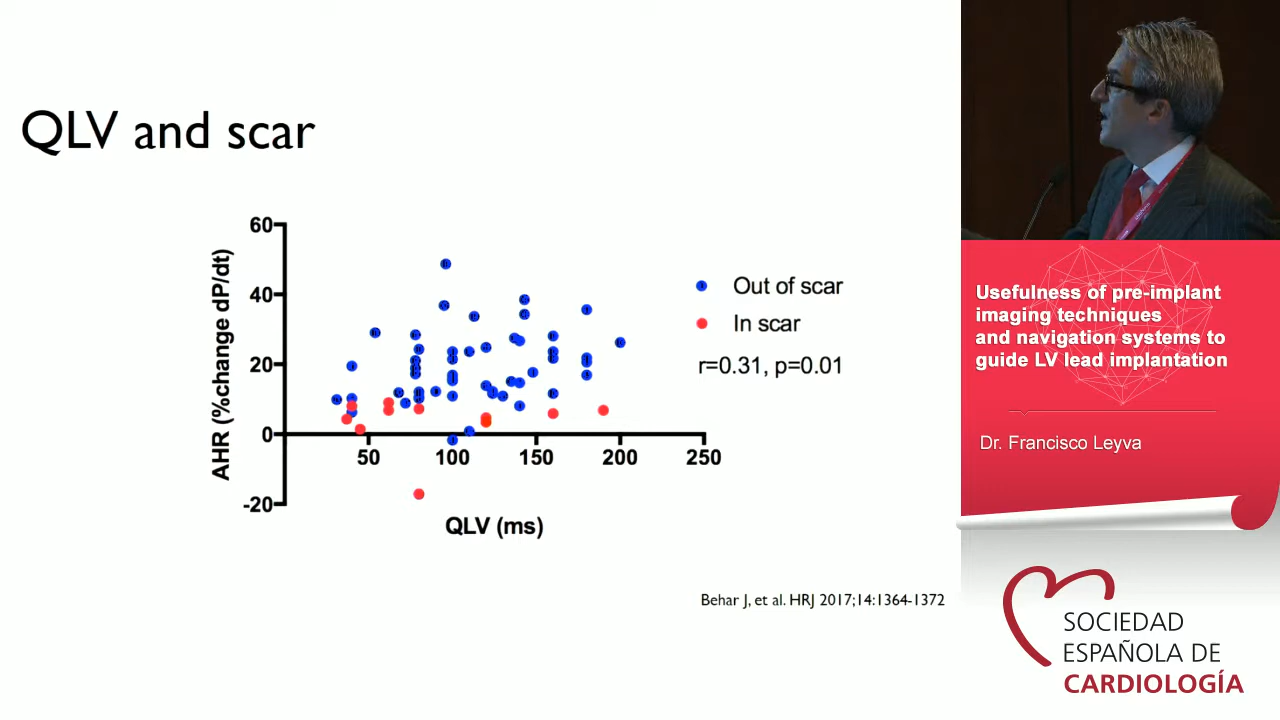 QLV and scar
60
40
20
0
-20
AHR (%change dP/dt)
50
100
150
200
250
QLV (ms)
Out of scar
In scar
r=0.31, p=0.01
Behar J, et al. HRJ 2017;14:1364-1372
Usefulness of pre-implant
imaging techniques
and navigation systems to
guide LV lead implantation
Dr. Francisco Leyva
SOCIEDAD
ESPAÑOLA DE
CARDIOLOGÍA